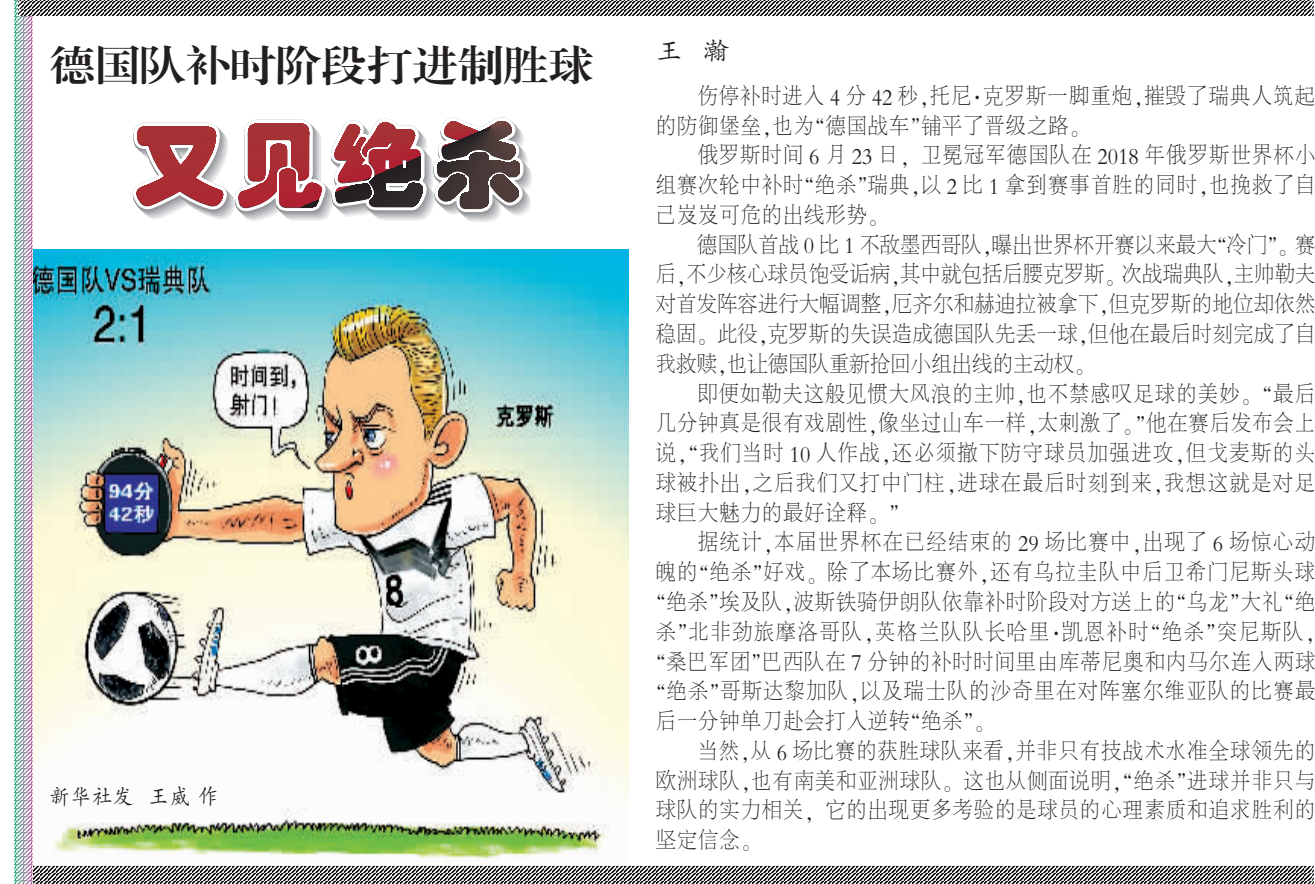 德国队补时阶段打进制胜球
又见绝杀
德国队VS瑞典队
2:1
时间到，
射门！
克罗斯
94分
42秒
8
8
新华社发 王威 作
王 瀚
伤停补时进入 4 分 42 秒，托尼·克罗斯一脚重炮，摧毁了瑞典人筑起
的防御堡垒，也为“德国战车”铺平了晋级之路。
俄罗斯时间 6 月 23 日，卫冕冠军德国队在 2018 年俄罗斯世界杯小
组赛次轮中补时“绝杀”瑞典，以 2 比 1 拿到赛事首胜的同时，也挽救了自
己岌岌可危的出线形势。
德国队首战 0 比 1 不敌墨西哥队，曝出世界杯开赛以来最大“冷门”。赛
后，不少核心球员饱受诟病，其中就包括后腰克罗斯。次战瑞典队，主帅勒夫
对首发阵容进行大幅调整，厄齐尔和赫迪拉被拿下，但克罗斯的地位却依然
稳固。此役，克罗斯的失误造成德国队先丢一球，但他在最后时刻完成了自
我救赎，也让德国队重新抢回小组出线的主动权。
即便如勒夫这般见惯大风浪的主帅，也不禁感叹足球的美妙。“最后
几分钟真是很有戏剧性，像坐过山车一样，太刺激了。”他在赛后发布会上
说，“我们当时 10 人作战，还必须撤下防守球员加强进攻，但戈麦斯的头
球被扑出，之后我们又打中门柱，进球在最后时刻到来，我想这就是对足
球巨大魅力的最好诠释。”
据统计，本届世界杯在已经结束的 29 场比赛中，出现了 6 场惊心动
魄的“绝杀”好戏。除了本场比赛外，还有乌拉圭队中后卫希门尼斯头球
“绝杀”埃及队，波斯铁骑伊朗队依靠补时阶段对方送上的“乌龙”大礼“绝
杀”北非劲旅摩洛哥队，英格兰队队长哈里·凯恩补时“绝杀”突尼斯队，
“桑巴军团”巴西队在 7 分钟的补时时间里由库蒂尼奥和内马尔连入两球
“绝杀”哥斯达黎加队，以及瑞士队的沙奇里在对阵塞尔维亚队的比赛最
后一分钟单刀赴会打入逆转“绝杀”。
当然，从 6 场比赛的获胜球队来看，并非只有技战术水准全球领先的
欧洲球队，也有南美和亚洲球队。这也从侧面说明，“绝杀”进球并非只与
球队的实力相关，它的出现更多考验的是球员的心理素质和追求胜利的
坚定信念。